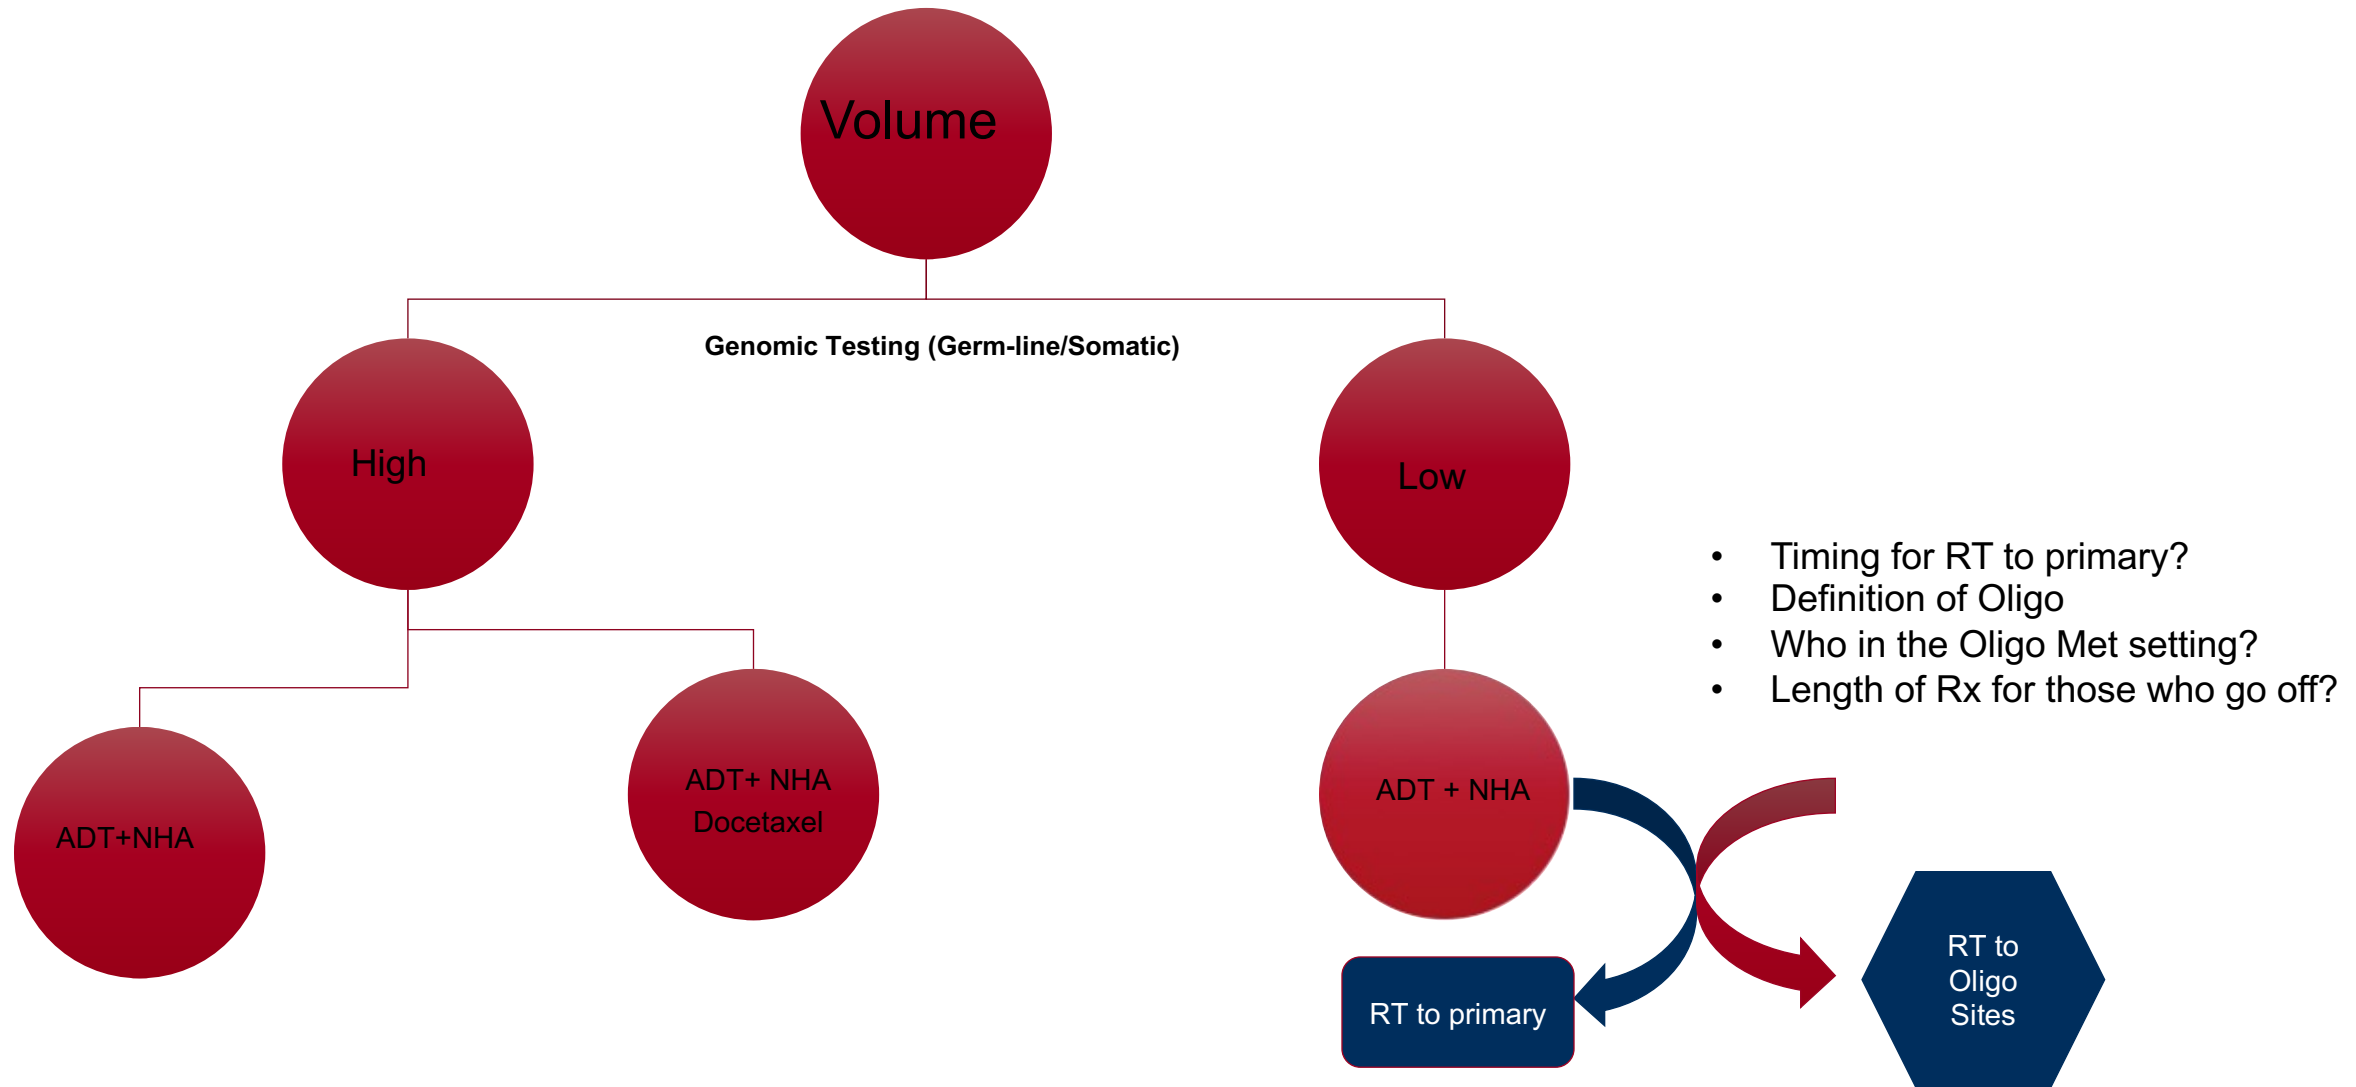 Volume
Genomic Testing (Germ-line/Somatic)
High
Low
• Timing for RT to primary?
• Definition of Oligo
• Who in the Oligo Met setting?
• Length of Rx for those who go off?
ADT+NHA
ADT+ NHA
Docetaxel
ADT + NHA
RT to primary
RT to
Oligo
Sites